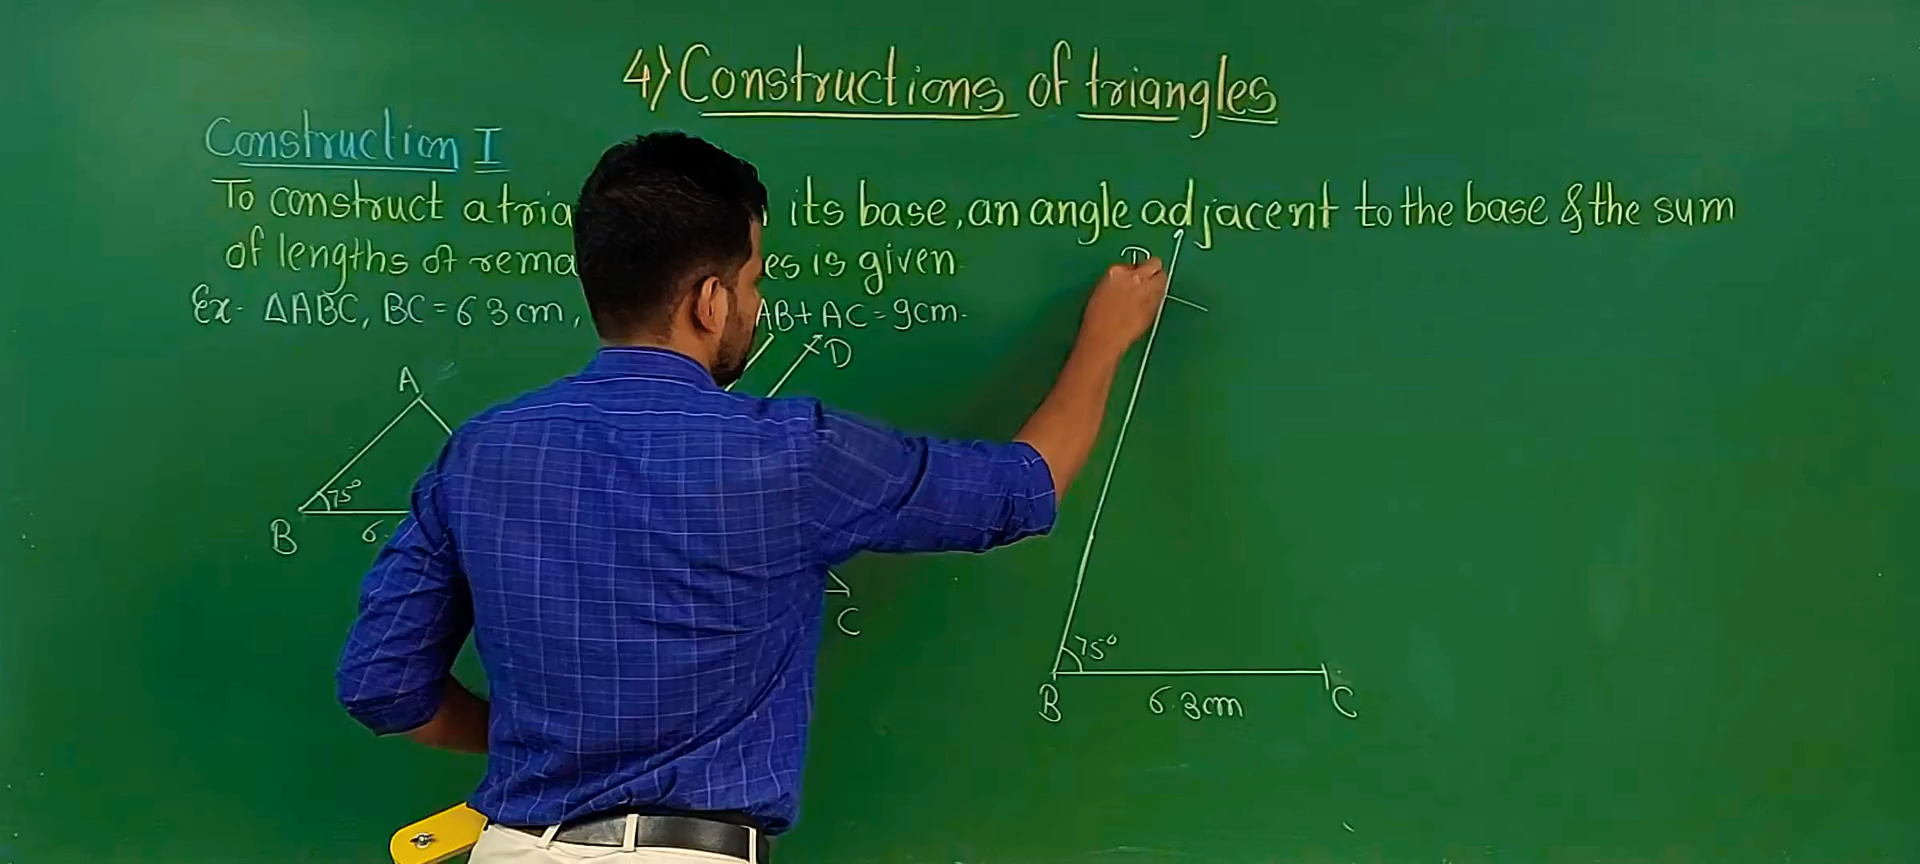 4) Constructions of triangles
Construction I
To construct a tria its base, an angle adjacent to the base & the sum
of lengths of rema es is given.
Ex- ΔABC, BC = 6 3 cm, AB + AC = 9cm.
D
D
A
75°
B
6.
C
75°
B
6.3cm
C